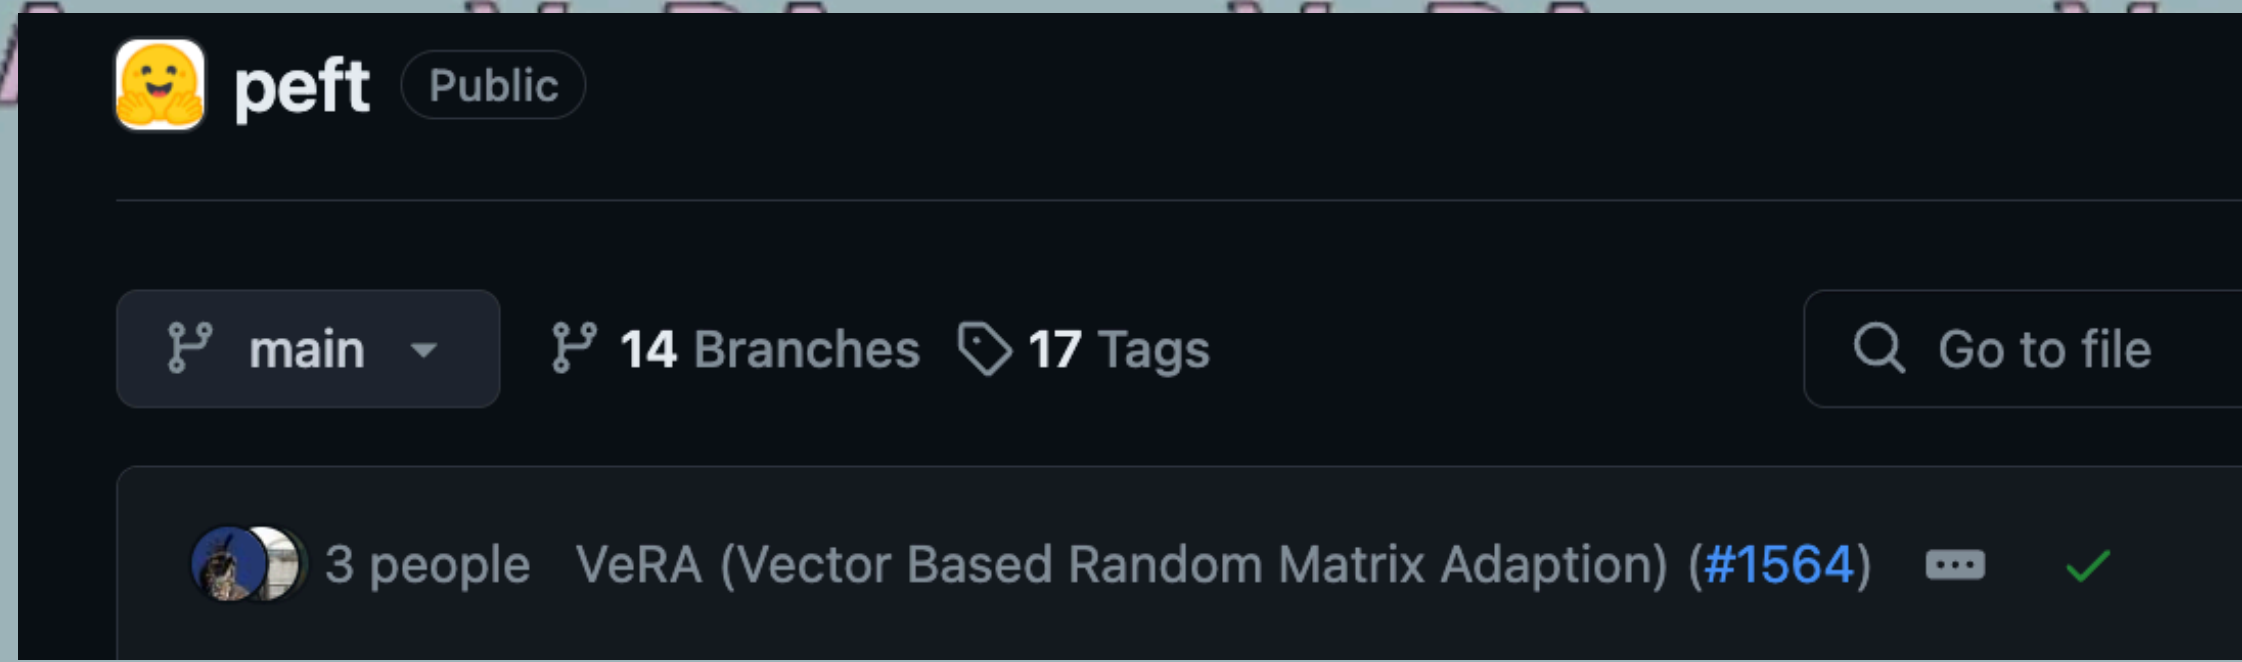 peft Public
main 14 Branches 17 Tags Go to file
3 people VeRA (Vector Based Random Matrix Adaption) (#1564)